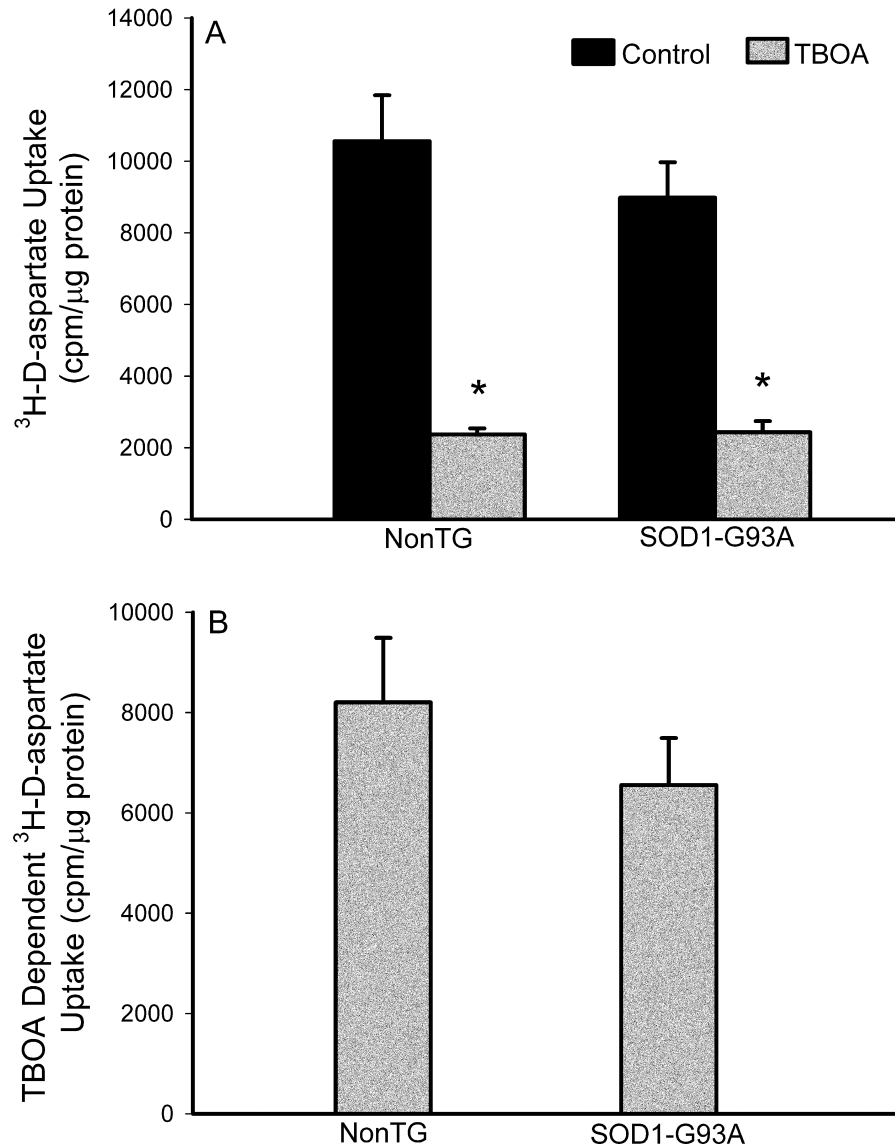 A
Control
TBOA
³H-D-aspartate Uptake
(cpm/µg protein)
14000
12000
10000
8000
6000
4000
2000
0
*
*
NonTG
SOD1-G93A
B
TBOA Dependent ³H-D-aspartate
Uptake (cpm/µg protein)
10000
8000
6000
4000
2000
0
NonTG
SOD1-G93A